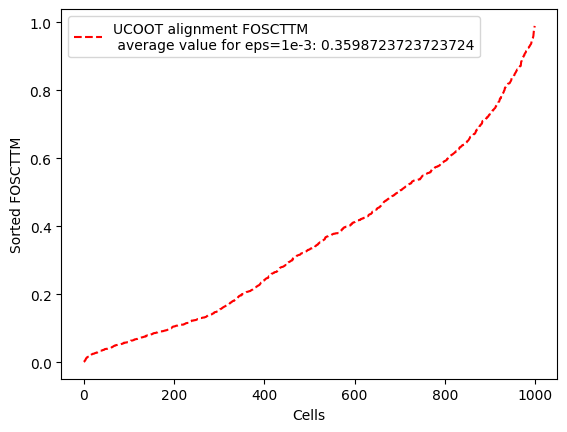 UCOOT alignment FOSCTTM
average value for eps=1e-3: 0.3598723723723724
1.0
0.8
0.6
0.4
0.2
0.0
Sorted FOSCTTM
0 200 400 600 800 1000
Cells